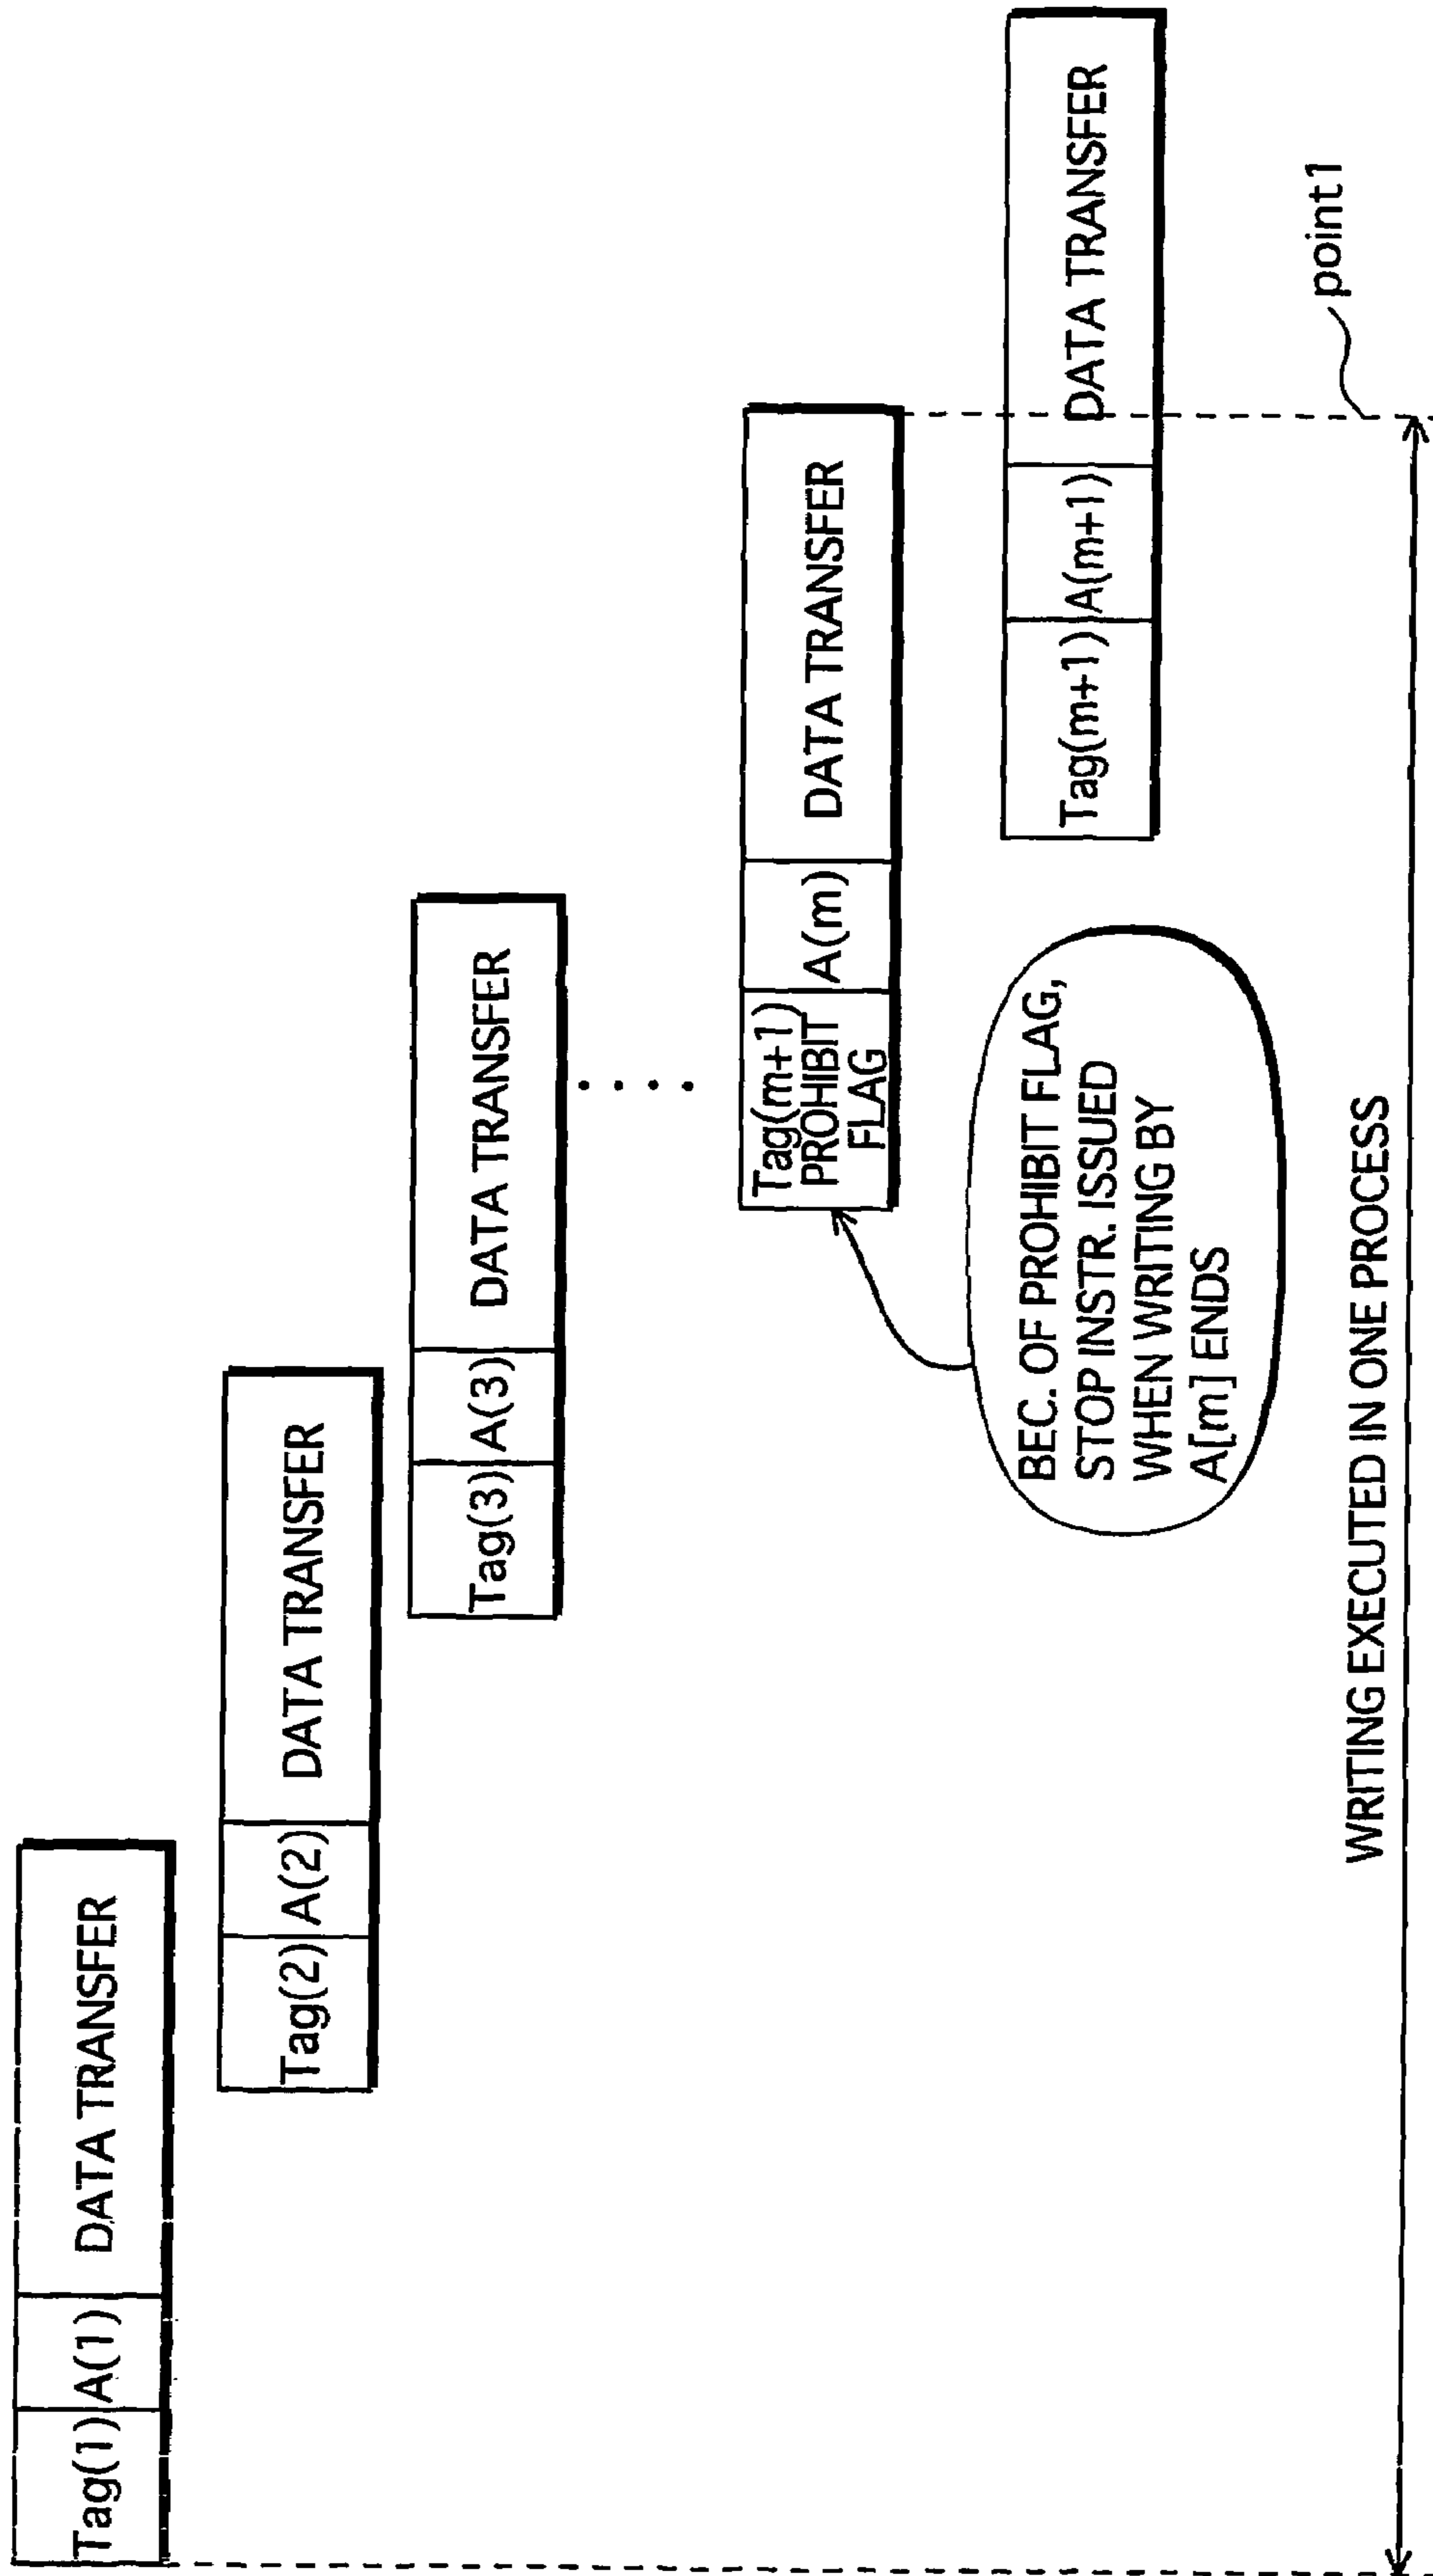 Tag(1) A(1) DATA TRANSFER
Tag(2) A(2) DATA TRANSFER
Tag(3) A(3) DATA TRANSFER
. . . .
Tag(m+1)
PROHIBIT
FLAG
A(m)
DATA TRANSFER
BEC. OF PROHIBIT FLAG,
STOP INSTR. ISSUED
WHEN WRITING BY
A[m] ENDS
Tag(m+1) A(m+1) DATA TRANSFER
point1
WRITING EXECUTED IN ONE PROCESS